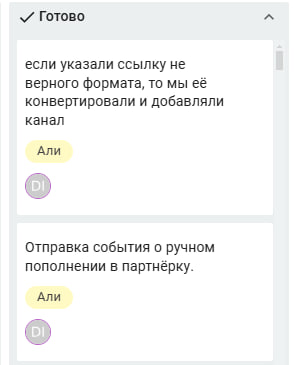 Готово
если указали ссылку не
верного формата, то мы её
конвертировали и добавляли
канал
Али
DI
Отправка события о ручном
пополнении в партнёрку.
Али
DI